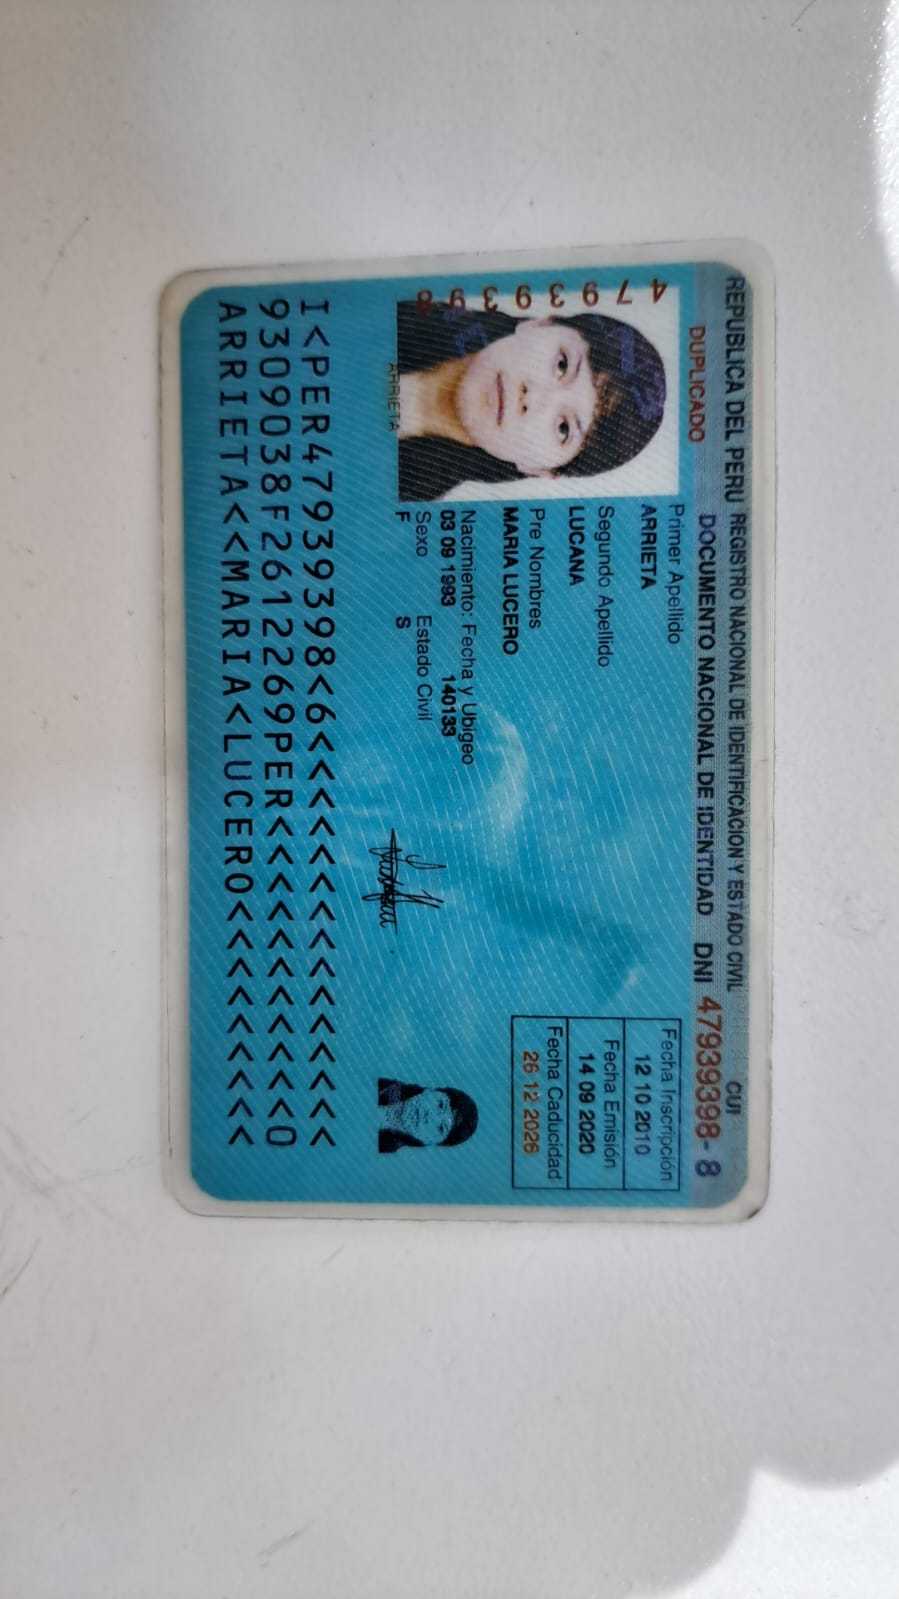 REPUBLICA DEL PERU REGISTRO NACIONAL DE IDENTIFICACION Y ESTADO CIVIL
CUI
DUPLICADO
DOCUMENTO NACIONAL DE IDENTIDAD DNI 47939398 - 8
Primer Apellido
ARRIETA
Segundo Apellido
LUCANA
Pre Nombres
MARIA LUCERO
Nacimiento: Fecha y Ubigeo
03 09 1993 140133
Sexo Estado Civil
F S
Fecha Inscripción
12 10 2010
Fecha Emisión
14 09 2020
Fecha Caducidad
26 12 2026
47939398
ARRIETA
I<PER47939398<6<<<<<<<<<<<<<<<
9309038F2612269PER<<<<<<<<<<<0
ARRIETA<<MARIA<LUCERO<<<<<<<<<